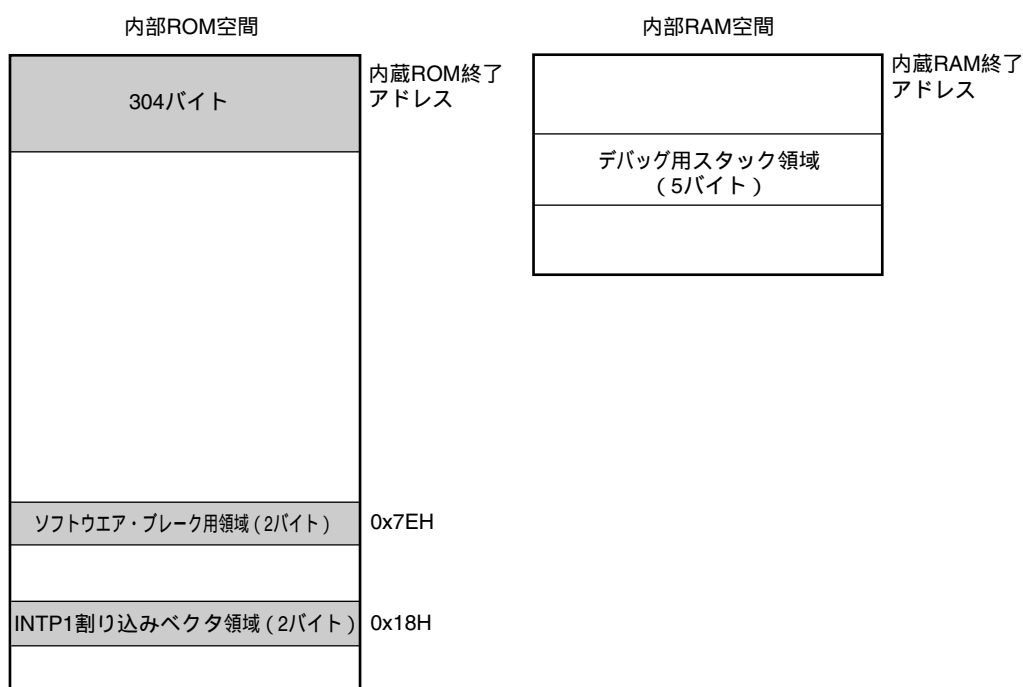 内部ROM空間
内蔵ROM終了
アドレス
304バイト
ソフトウエア・ブレーク用領域（2バイト）
0x7EH
INTP1割り込みベクタ領域（2バイト）
0x18H
内部RAM空間
内蔵RAM終了
アドレス
デバッグ用スタック領域
（5バイト）